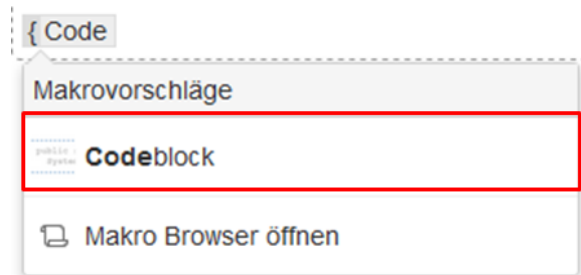 { Code
Makrovorschläge
Codeblock
Makro Browser öffnen